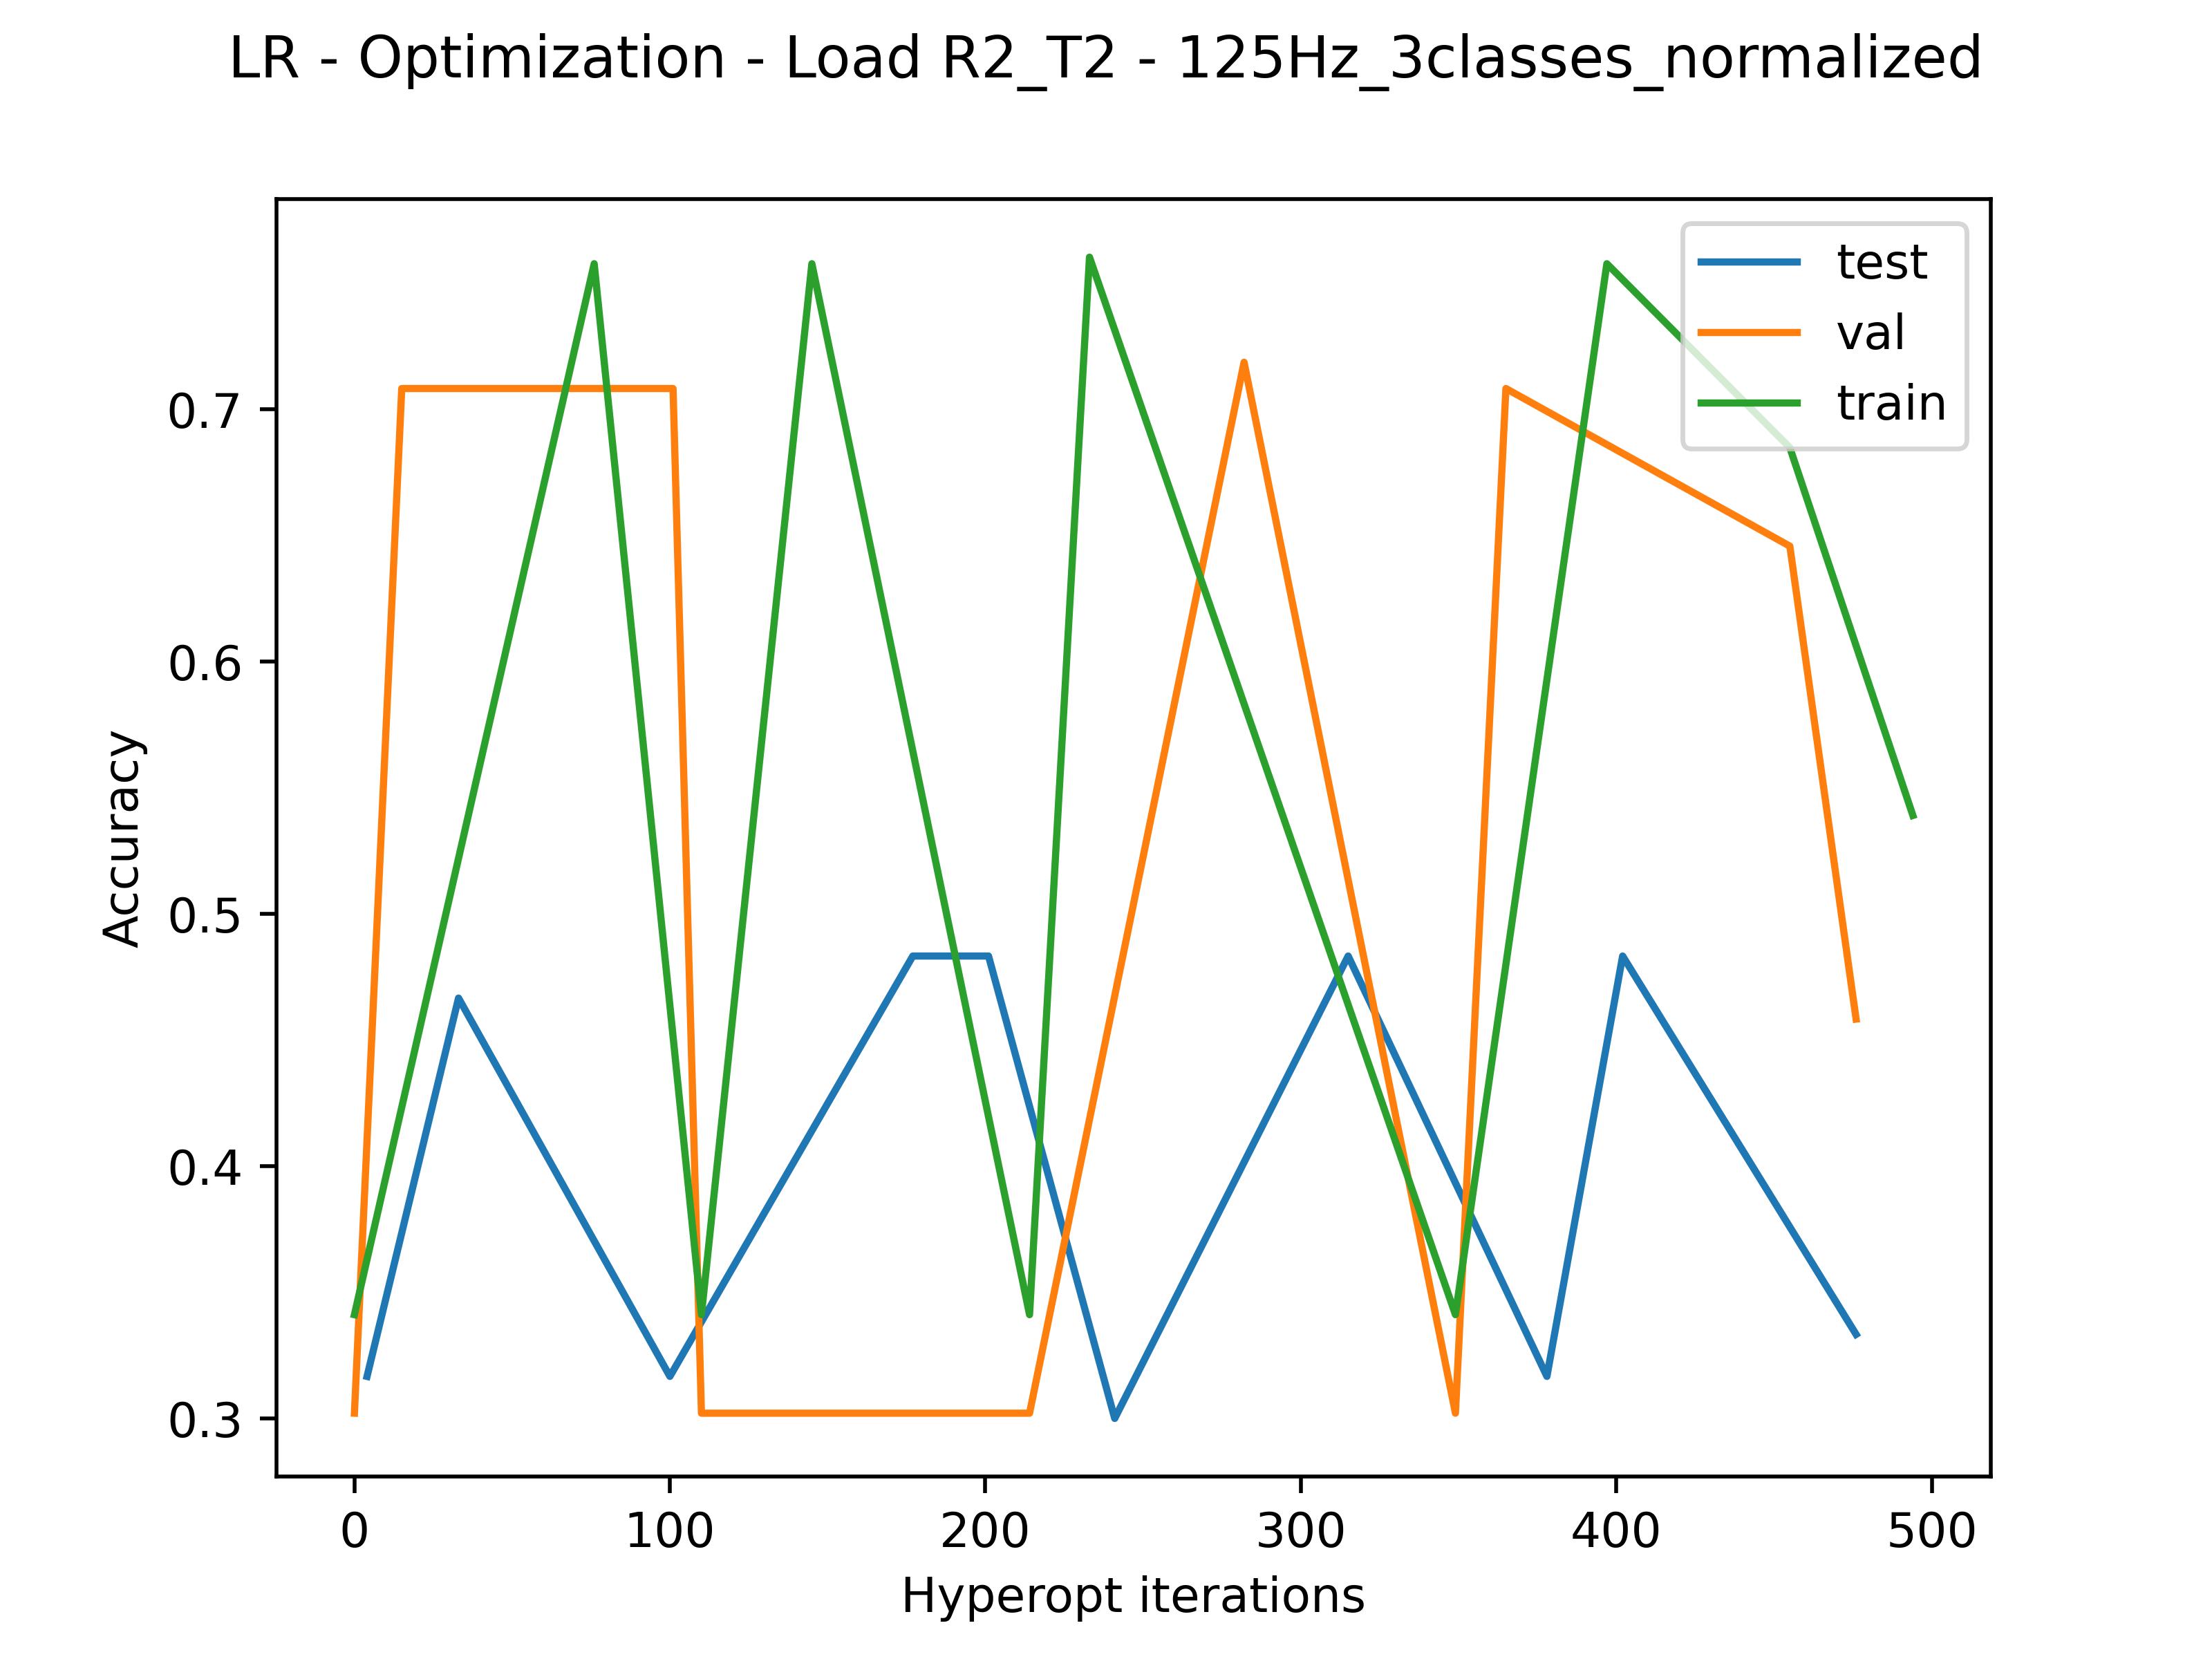 LR - Optimization - Load R2_T2 - 125Hz_3classes_normalized
test
val
train
0.7
0.6
0.5
0.4
0.3
Accuracy
0 100 200 300 400 500
Hyperopt iterations